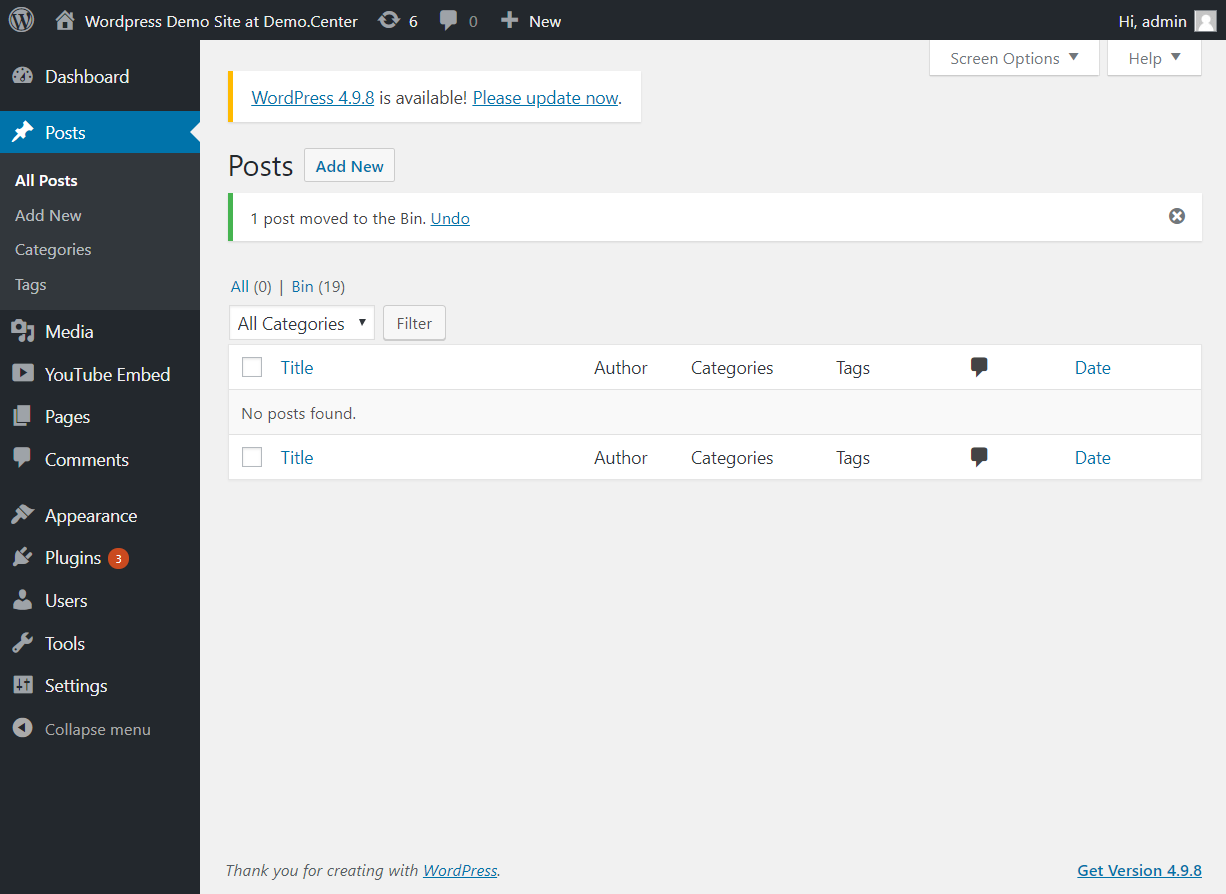 Wordpress Demo Site at Demo.Center 6 0 New Hi, admin
Screen Options Help
Dashboard
Posts
All Posts
Add New
Categories
Tags
Media
YouTube Embed
Pages
Comments
Appearance
Plugins 3
Users
Tools
Settings
Collapse menu
WordPress 4.9.8 is available! Please update now.
Posts Add New
1 post moved to the Bin. Undo
All (0) | Bin (19)
All Categories Filter
Title Author Categories Tags Date
No posts found.
Title Author Categories Tags Date
Thank you for creating with WordPress. Get Version 4.9.8